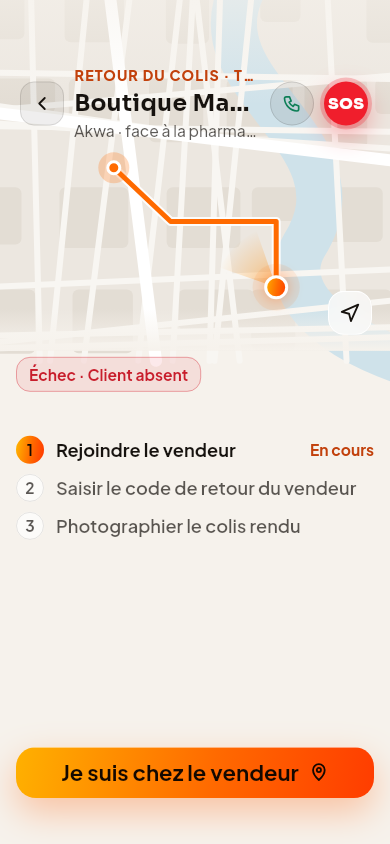 RETOUR DU COLIS · T…
Boutique Ma…
Akwa · face à la pharma…
SOS
Échec · Client absent
1 Rejoindre le vendeur En cours
2 Saisir le code de retour du vendeur
3 Photographier le colis rendu
Je suis chez le vendeur